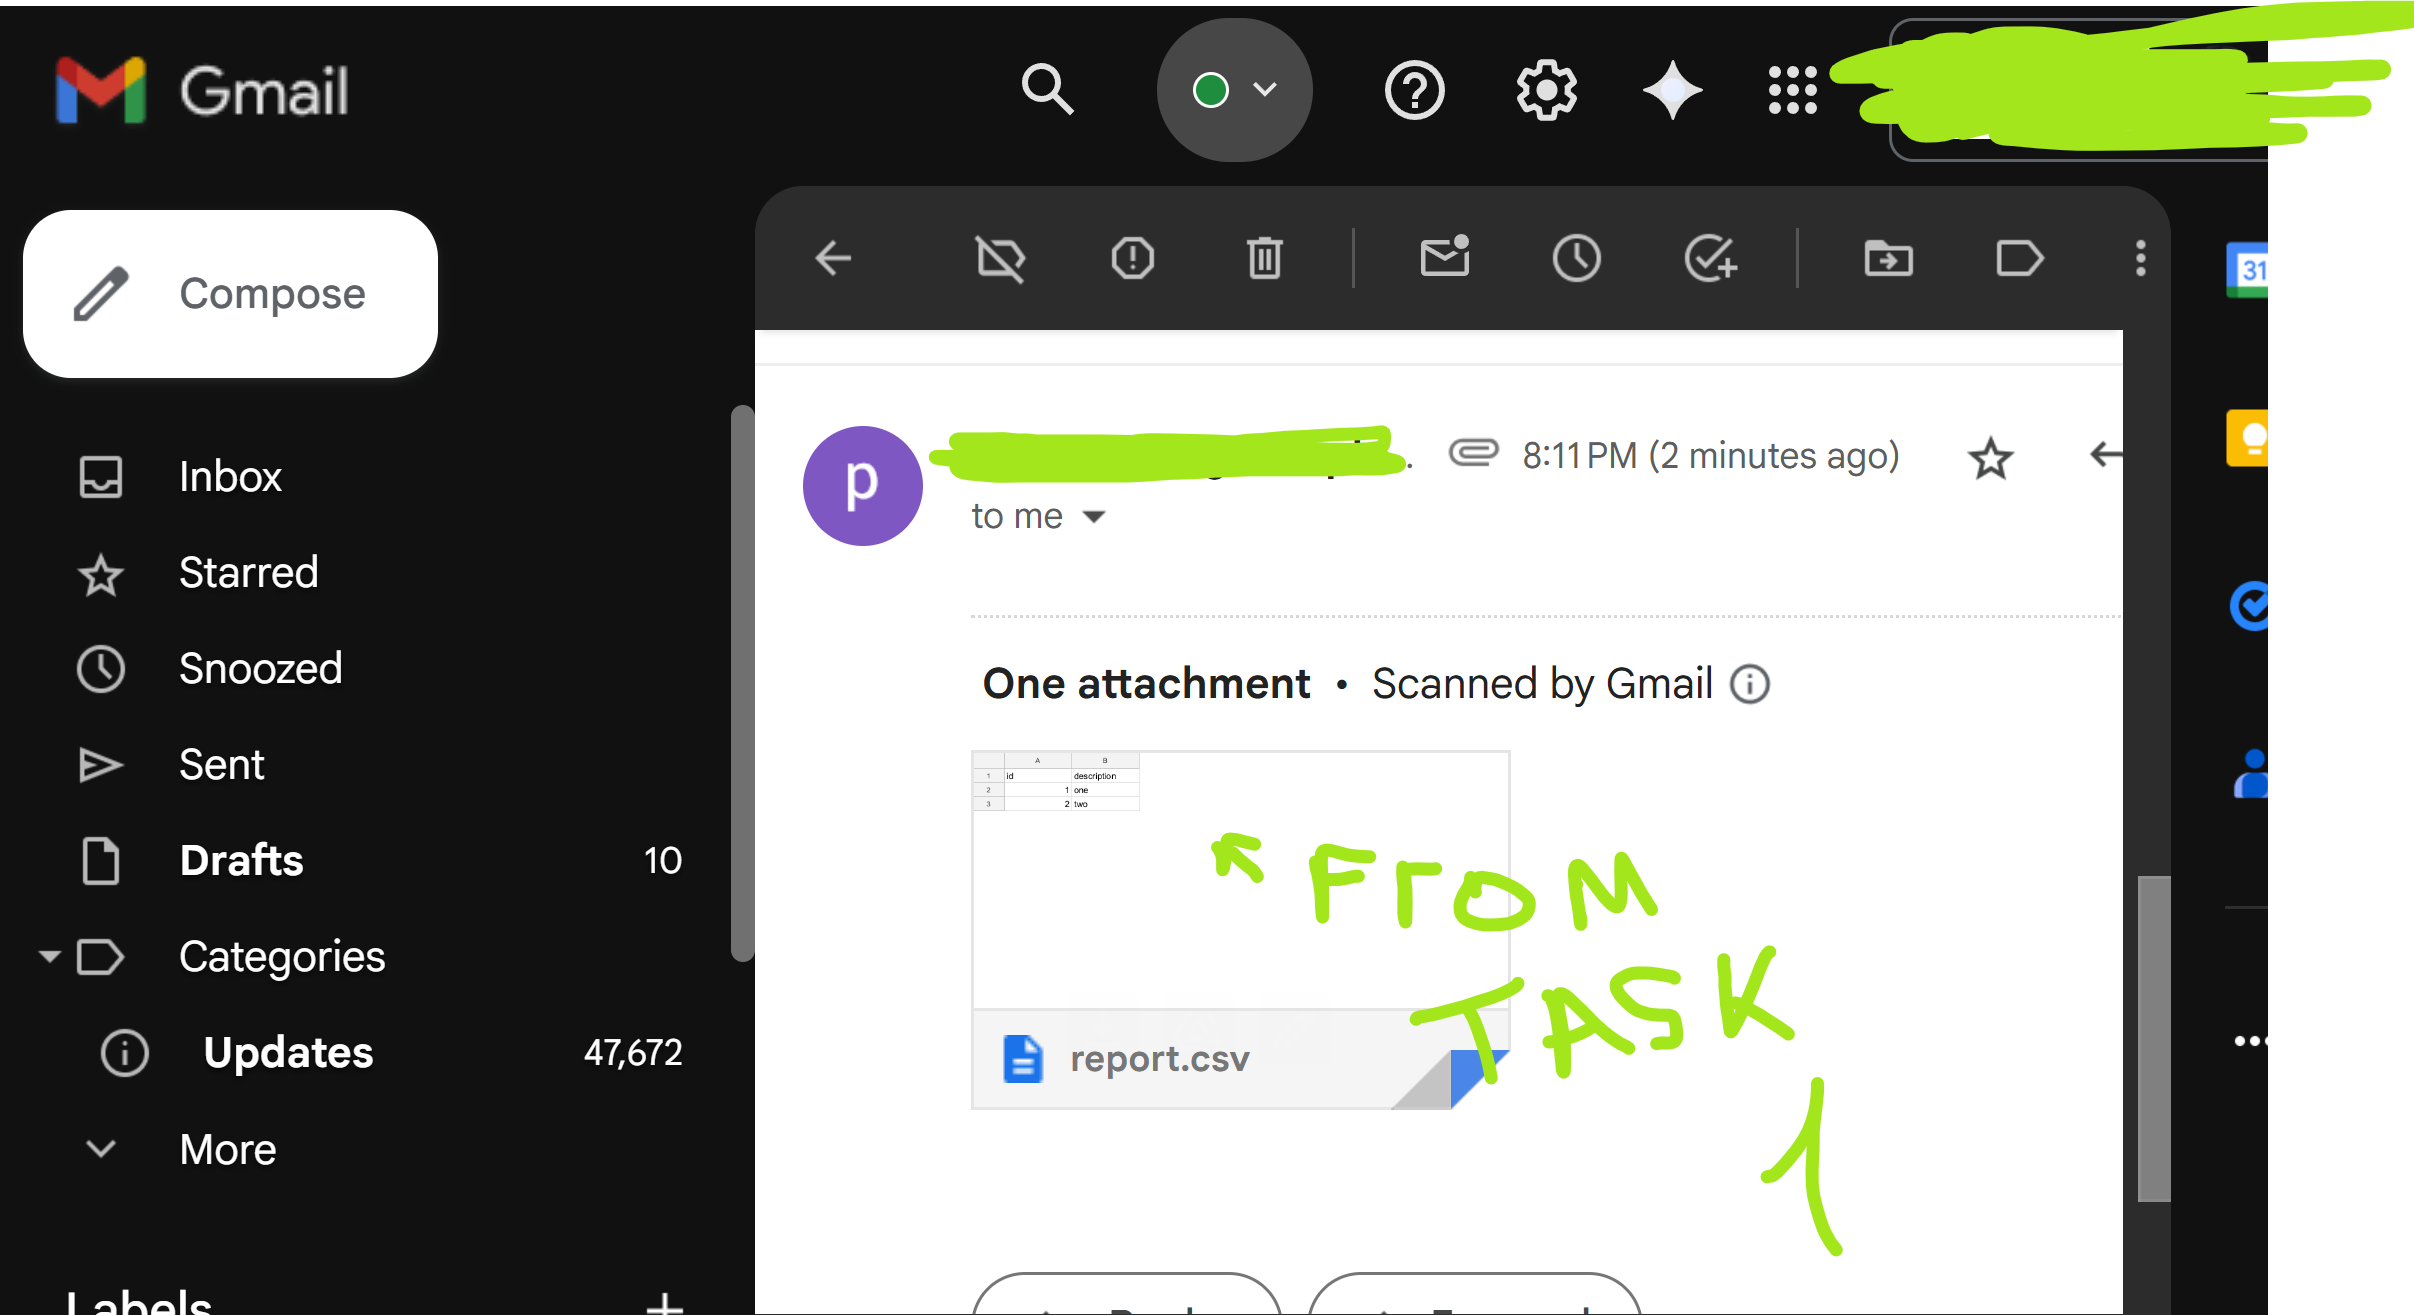 Gmail
Compose
Inbox
Starred
Snoozed
Sent
Drafts 10
Categories
Updates 47,672
More
Labels
31
p
8:11 PM (2 minutes ago)
to me
One attachment • Scanned by Gmail
A B
1 id description
2 1 one
3 2 two
report.csv
FrOM
TASK
1